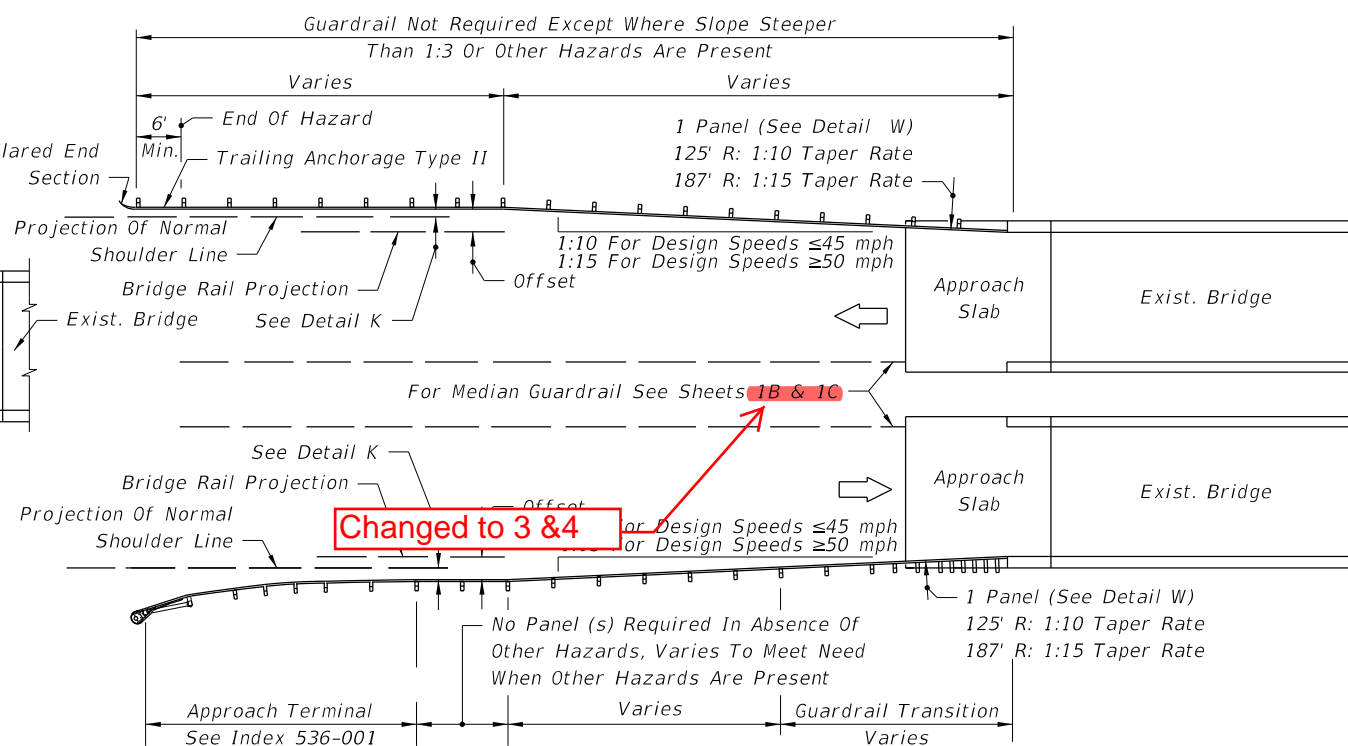 Guardrail Not Required Except Where Slope Steeper
Than 1:3 Or Other Hazards Are Present
Varies
Varies
6'
Min.
End Of Hazard
Trailing Anchorage Type II
lared End
Section
1 Panel (See Detail W)
125' R: 1:10 Taper Rate
187' R: 1:15 Taper Rate
Projection Of Normal
Shoulder Line
Bridge Rail Projection
See Detail K
Offset
1:10 For Design Speeds ≤45 mph
1:15 For Design Speeds ≥50 mph
Exist. Bridge
Approach
Slab
Exist. Bridge
For Median Guardrail See Sheets 1B & 1C
See Detail K
Bridge Rail Projection
Projection Of Normal
Shoulder Line
Offset
Changed to 3 &4
For Design Speeds ≤45 mph
For Design Speeds ≥50 mph
Approach
Slab
Exist. Bridge
1 Panel (See Detail W)
125' R: 1:10 Taper Rate
187' R: 1:15 Taper Rate
No Panel (s) Required In Absence Of
Other Hazards, Varies To Meet Need
When Other Hazards Are Present
Approach Terminal
See Index 536-001
Varies
Guardrail Transition
Varies